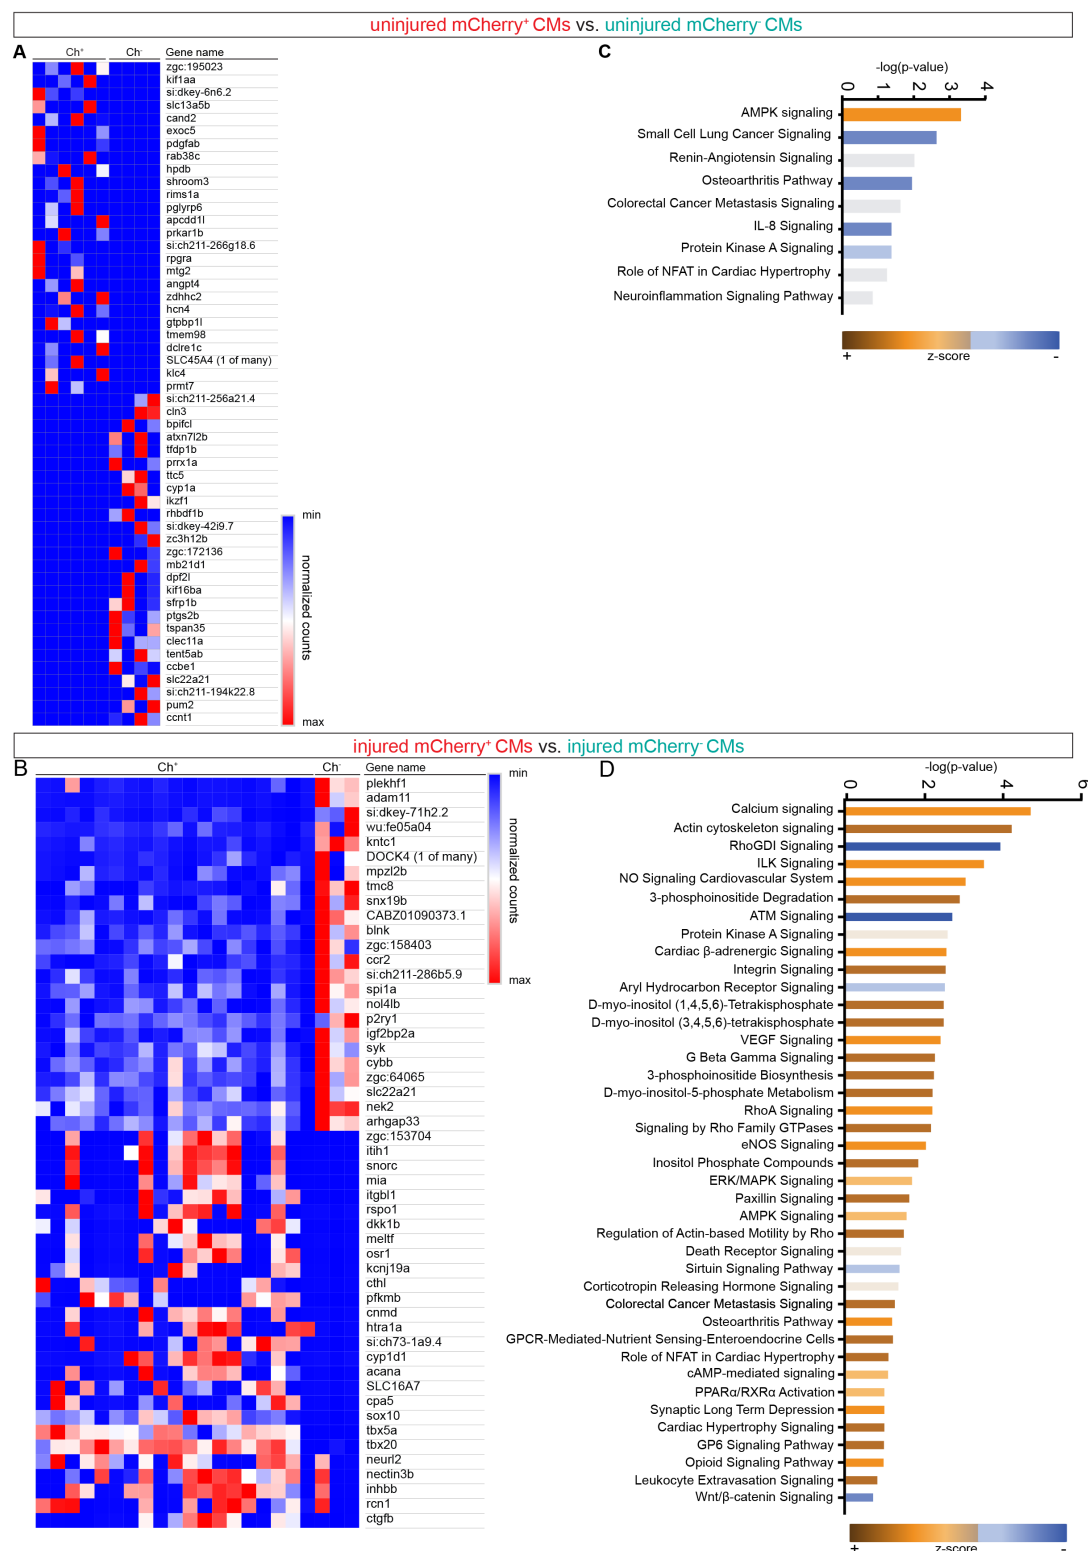 uninjured mCherry+ CMs vs. uninjured mCherry- CMs
A
Ch+
Ch-
Gene name
zgc:195023
kif1aa
si:dkey-6n6.2
slc13a5b
cand2
exoc5
pdgfab
rab38c
hpdb
shroom3
rims1a
pglyrp6
apcdd1l
prkar1b
si:ch211-266g18.6
rpgra
mtg2
angpt4
zdhhc2
hcn4
gtpbp1l
tmem98
dclre1c
SLC45A4 (1 of many)
klc4
prmt7
si:ch211-256a21.4
cln3
bpifcl
atxn7l2b
tfdp1b
prrx1a
ttc5
cyp1a
ikzf1
rhbdf1b
si:dkey-42i9.7
zc3h12b
zgc:172136
mb21d1
dpf2l
kif16ba
sfrp1b
ptgs2b
tspan35
clec11a
tent5ab
ccbe1
slc22a21
si:ch211-194k22.8
pum2
ccnt1
min
normalized counts
max
C
-log(p-value)
0 1 2 3 4
AMPK signaling
Small Cell Lung Cancer Signaling
Renin-Angiotensin Signaling
Osteoarthritis Pathway
Colorectal Cancer Metastasis Signaling
IL-8 Signaling
Protein Kinase A Signaling
Role of NFAT in Cardiac Hypertrophy
Neuroinflammation Signaling Pathway
+ z-score -
injured mCherry+ CMs vs. injured mCherry- CMs
B
Ch+
Ch-
Gene name
plekhf1
adam11
si:dkey-71h2.2
wu:fe05a04
kntc1
DOCK4 (1 of many)
mpzl2b
tmc8
snx19b
CABZ01090373.1
blnk
zgc:158403
ccr2
si:ch211-286b5.9
spi1a
nol4lb
p2ry1
igf2bp2a
syk
cybb
zgc:64065
slc22a21
nek2
arhgap33
zgc:153704
itih1
snorc
mia
itgbl1
rspo1
dkk1b
meltf
osr1
kcnj19a
cthl
pfkmb
cnmd
htra1a
si:ch73-1a9.4
cyp1d1
acana
SLC16A7
cpa5
sox10
tbx5a
tbx20
neurl2
nectin3b
inhbb
rcn1
ctgfb
min
normalized counts
max
D
-log(p-value)
0 2 4 6
Calcium signaling
Actin cytoskeleton signaling
RhoGDI Signaling
ILK Signaling
NO Signaling Cardiovascular System
3-phosphoinositide Degradation
ATM Signaling
Protein Kinase A Signaling
Cardiac β-adrenergic Signaling
Integrin Signaling
Aryl Hydrocarbon Receptor Signaling
D-myo-inositol (1,4,5,6)-Tetrakisphosphate
D-myo-inositol (3,4,5,6)-tetrakisphosphate
VEGF Signaling
G Beta Gamma Signaling
3-phosphoinositide Biosynthesis
D-myo-inositol-5-phosphate Metabolism
RhoA Signaling
Signaling by Rho Family GTPases
eNOS Signaling
Inositol Phosphate Compounds
ERK/MAPK Signaling
Paxillin Signaling
AMPK Signaling
Regulation of Actin-based Motility by Rho
Death Receptor Signaling
Sirtuin Signaling Pathway
Corticotropin Releasing Hormone Signaling
Colorectal Cancer Metastasis Signaling
Osteoarthritis Pathway
GPCR-Mediated-Nutrient Sensing-Enteroendocrine Cells
Role of NFAT in Cardiac Hypertrophy
cAMP-mediated signaling
PPARα/RXRα Activation
Synaptic Long Term Depression
Cardiac Hypertrophy Signaling
GP6 Signaling Pathway
Opioid Signaling Pathway
Leukocyte Extravasation Signaling
Wnt/β-catenin Signaling
+ z-score -